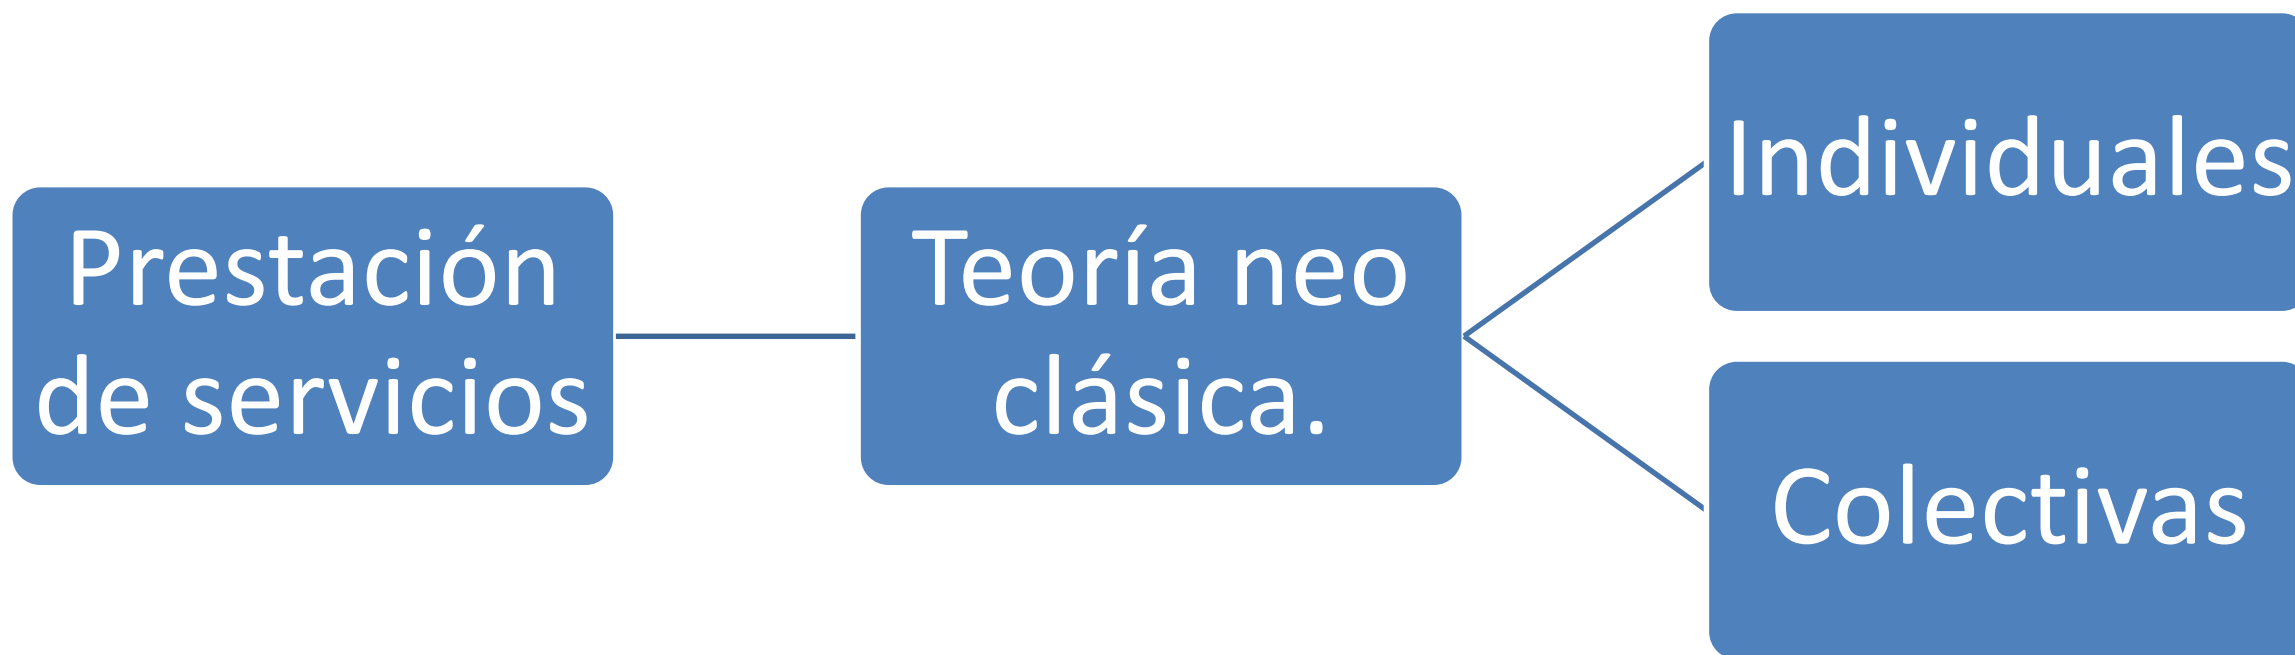 Prestación
de servicios
Teoría neo
clásica.
Individuales
Colectivas